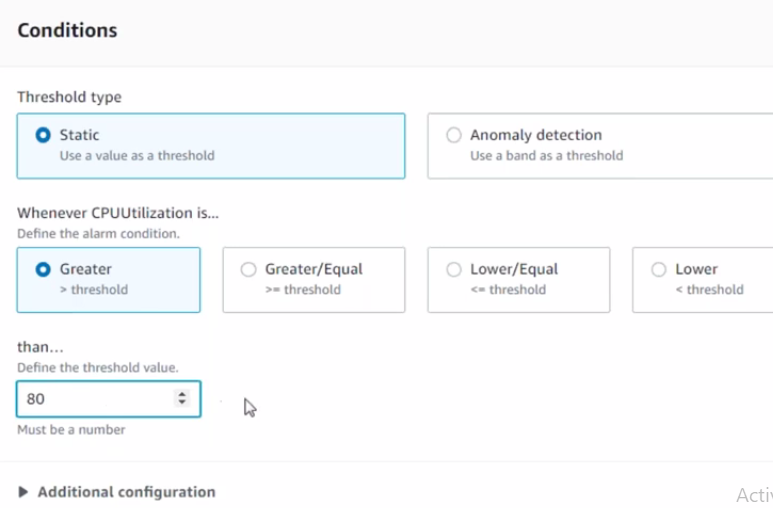 Conditions
Threshold type
Static
Use a value as a threshold
Anomaly detection
Use a band as a threshold
Whenever CPUUtilization is...
Define the alarm condition.
Greater
> threshold
Greater/Equal
>= threshold
Lower/Equal
<= threshold
Lower
< threshold
than...
Define the threshold value.
80
Must be a number
Additional configuration